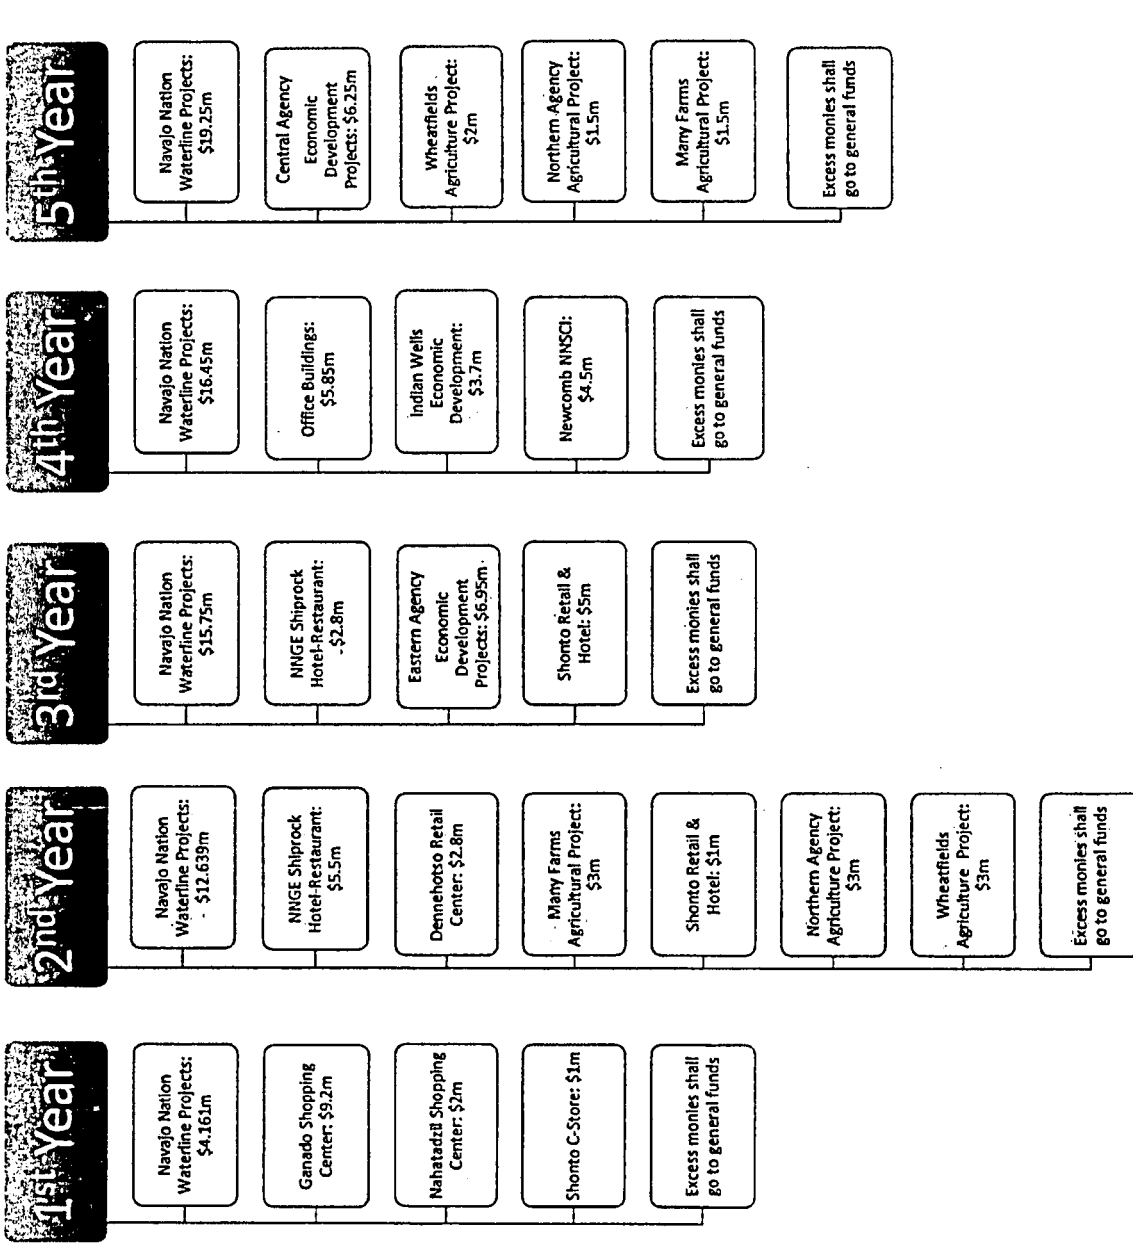 1st Year
Navajo Nation
Waterline Projects:
$4.161m
Ganado Shopping
Center: $9.2m
Nahatadzil Shopping
Center: $2m
Shonto C-Store: $1m
Excess monies shall
go to general funds
2nd Year
Navajo Nation
Waterline Projects:
$12.639m
NNGE Shiprock
Hotel-Restaurant:
$5.5m
Dennehotso Retail
Center: $2.8m
Many Farms
Agricultural Project:
$3m
Shonto Retail &
Hotel: $1m
Northern Agency
Agriculture Project:
$3m
Wheatfields
Agriculture Project:
$3m
Excess monies shall
go to general funds
3rd Year
Navajo Nation
Waterline Projects:
$15.75m
NNGE Shiprock
Hotel-Restaurant:
$2.8m
Eastern Agency
Economic
Development
Projects: $6.95m
Shonto Retail &
Hotel: $5m
Excess monies shall
go to general funds
4th Year
Navajo Nation
Waterline Projects:
$16.45m
Office Buildings:
$5.85m
Indian Wells
Economic
Development:
$3.7m
Newcomb NNSCI:
$4.5m
Excess monies shall
go to general funds
5th Year
Navajo Nation
Waterline Projects:
$19.25m
Central Agency
Economic
Development
Projects: $6.25m
Wheatfields
Agriculture Project:
$2m
Northern Agency
Agricultural Project:
$1.5m
Many Farms
Agricultural Project:
$1.5m
Excess monies shall
go to general funds